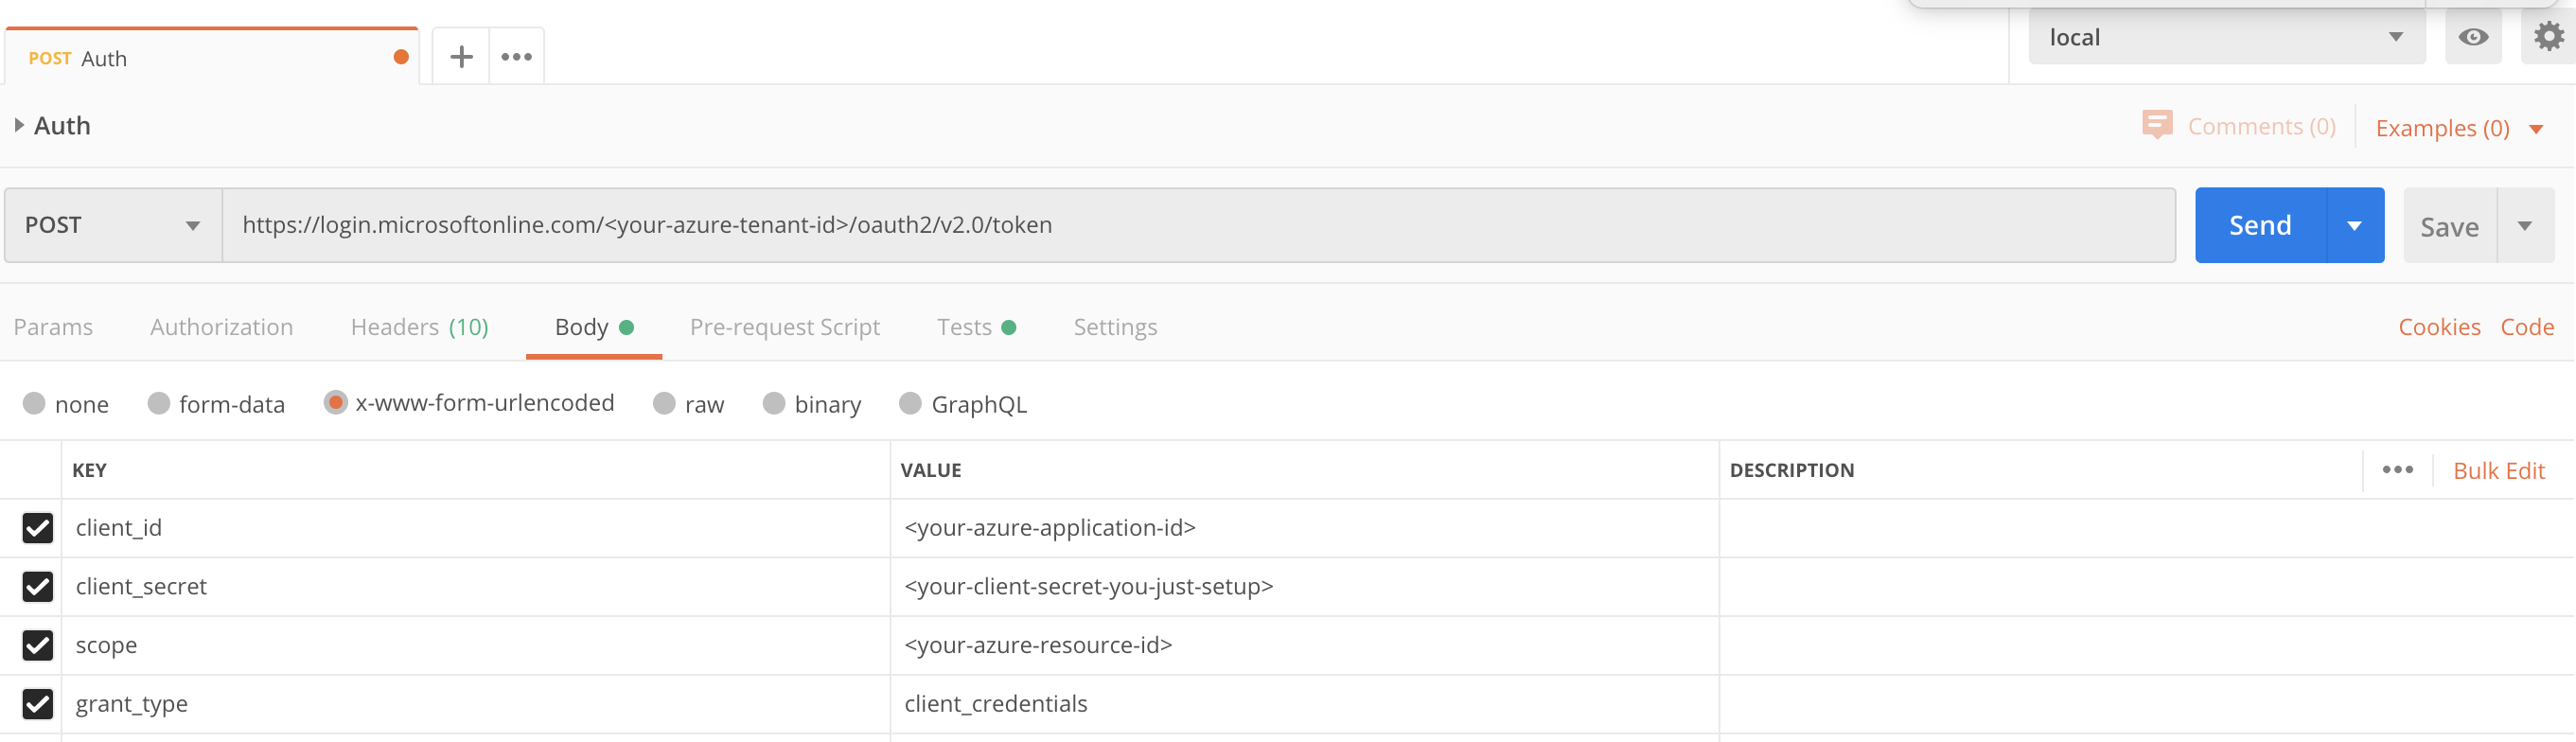 POST Auth
local
Auth
Comments (0) Examples (0)
POST https://login.microsoftonline.com/<your-azure-tenant-id>/oauth2/v2.0/token Send Save
Params Authorization Headers (10) Body Pre-request Script Tests Settings Cookies Code
none form-data x-www-form-urlencoded raw binary GraphQL
KEY VALUE DESCRIPTION Bulk Edit
client_id <your-azure-application-id>
client_secret <your-client-secret-you-just-setup>
scope <your-azure-resource-id>
grant_type client_credentials